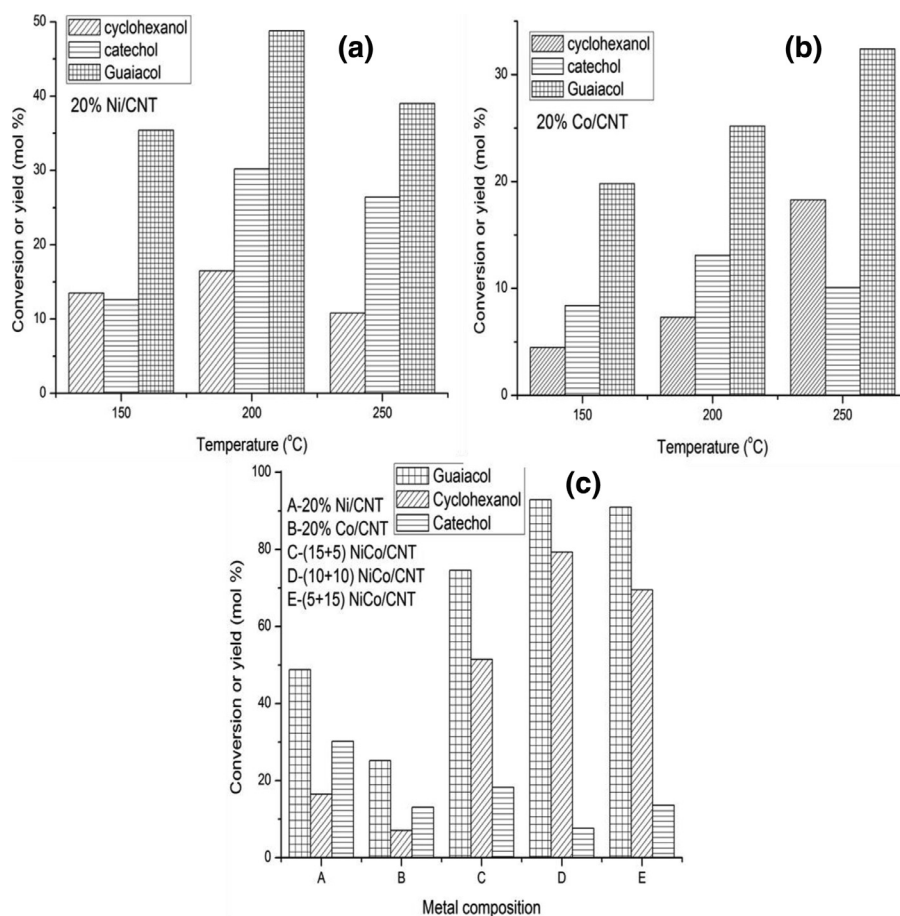 (a)
cyclohexanol
catechol
Guaiacol
20% Ni/CNT
Conversion or yield (mol %)
50
40
30
20
10
0
150
200
250
Temperature (°C)
(b)
cyclohexanol
catechol
Guaiacol
20% Co/CNT
Conversion or yield (mol %)
30
20
10
0
150
200
250
Temperature (°C)
(c)
Guaiacol
Cyclohexanol
Catechol
A-20% Ni/CNT
B-20% Co/CNT
C-(15+5) NiCo/CNT
D-(10+10) NiCo/CNT
E-(5+15) NiCo/CNT
Conversion or yield (mol %)
100
80
60
40
20
0
A
B
C
D
E
Metal composition